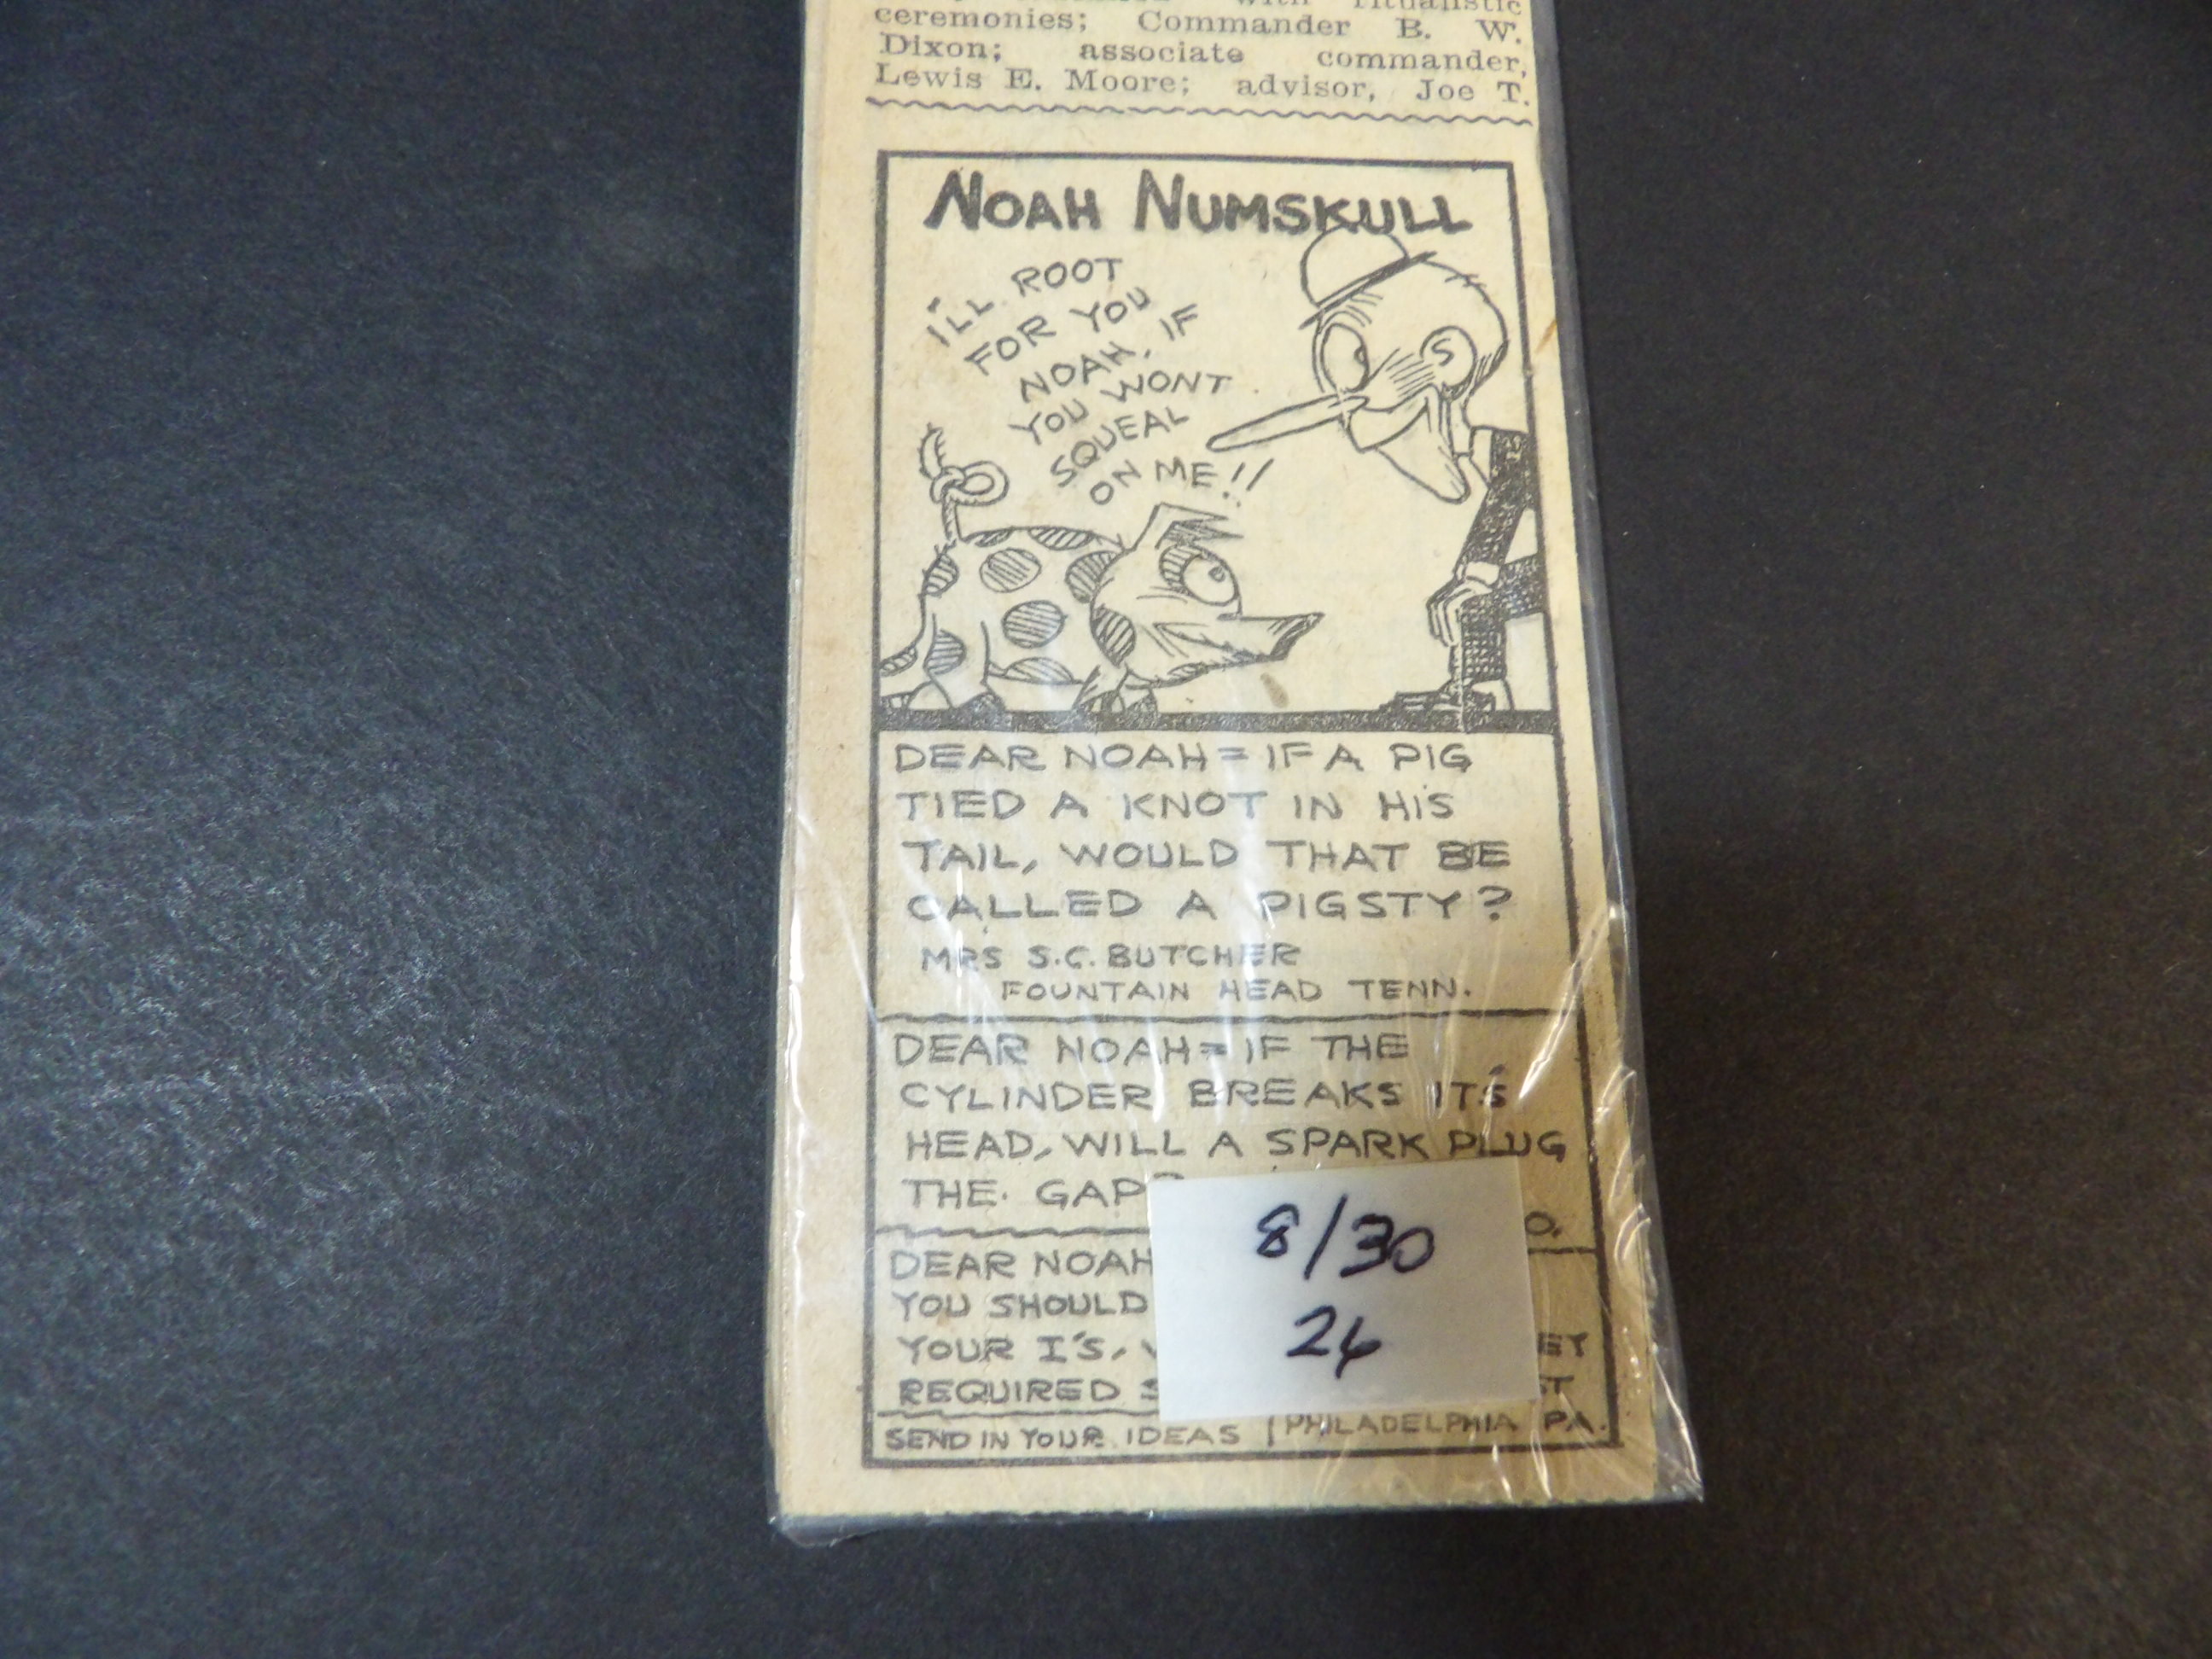 with ritualistic
ceremonies; Commander B. W.
Dixon; associate commander,
Lewis E. Moore; advisor, Joe T.
NOAH NUMSKULL
I'LL ROOT
FOR YOU
NOAH, IF
YOU WONT
SQUEAL
ON ME!!
DEAR NOAH = IF A PIG
TIED A KNOT IN HIS
TAIL, WOULD THAT BE
CALLED A PIGSTY?
MRS S.C. BUTCHER
FOUNTAIN HEAD TENN.
DEAR NOAH = IF THE
CYLINDER BREAKS IT'S
HEAD, WILL A SPARK PLUG
THE GAP?
O.
DEAR NOAH
YOU SHOULD
YOUR I'S,
REQUIRED
SEND IN YOUR IDEAS PHILADELPHIA PA.
8/30
26